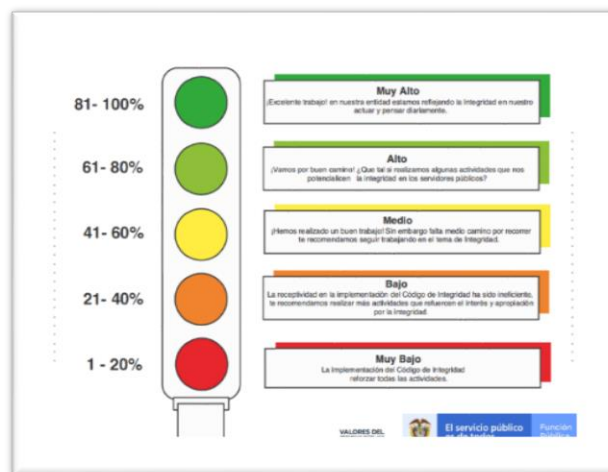 81- 100%
Muy Alto
¡Excelente trabajo! en nuestra entidad estamos reflejando la integridad en nuestro
actuar y pensar diariamente.
61- 80%
Alto
¡Vamos por buen camino! ¿Que tal si realizamos algunas actividades que nos
potencialicen la integridad en los servidores públicos?
41- 60%
Medio
¡Hemos realizado un buen trabajo! Sin embargo falta medio camino por recorrer
te recomendamos seguir trabajando en el tema de Integridad.
21- 40%
Bajo
La receptividad en la implementación del Código de Integridad ha sido ineficiente,
te recomendamos realizar más actividades que refuercen el interés y apropiación
por la integridad.
1 - 20%
Muy Bajo
La implementación del Código de Integridad
reforzar todas las actividades.
VALORES DEL
El servicio público
es de todos
Función
Pública